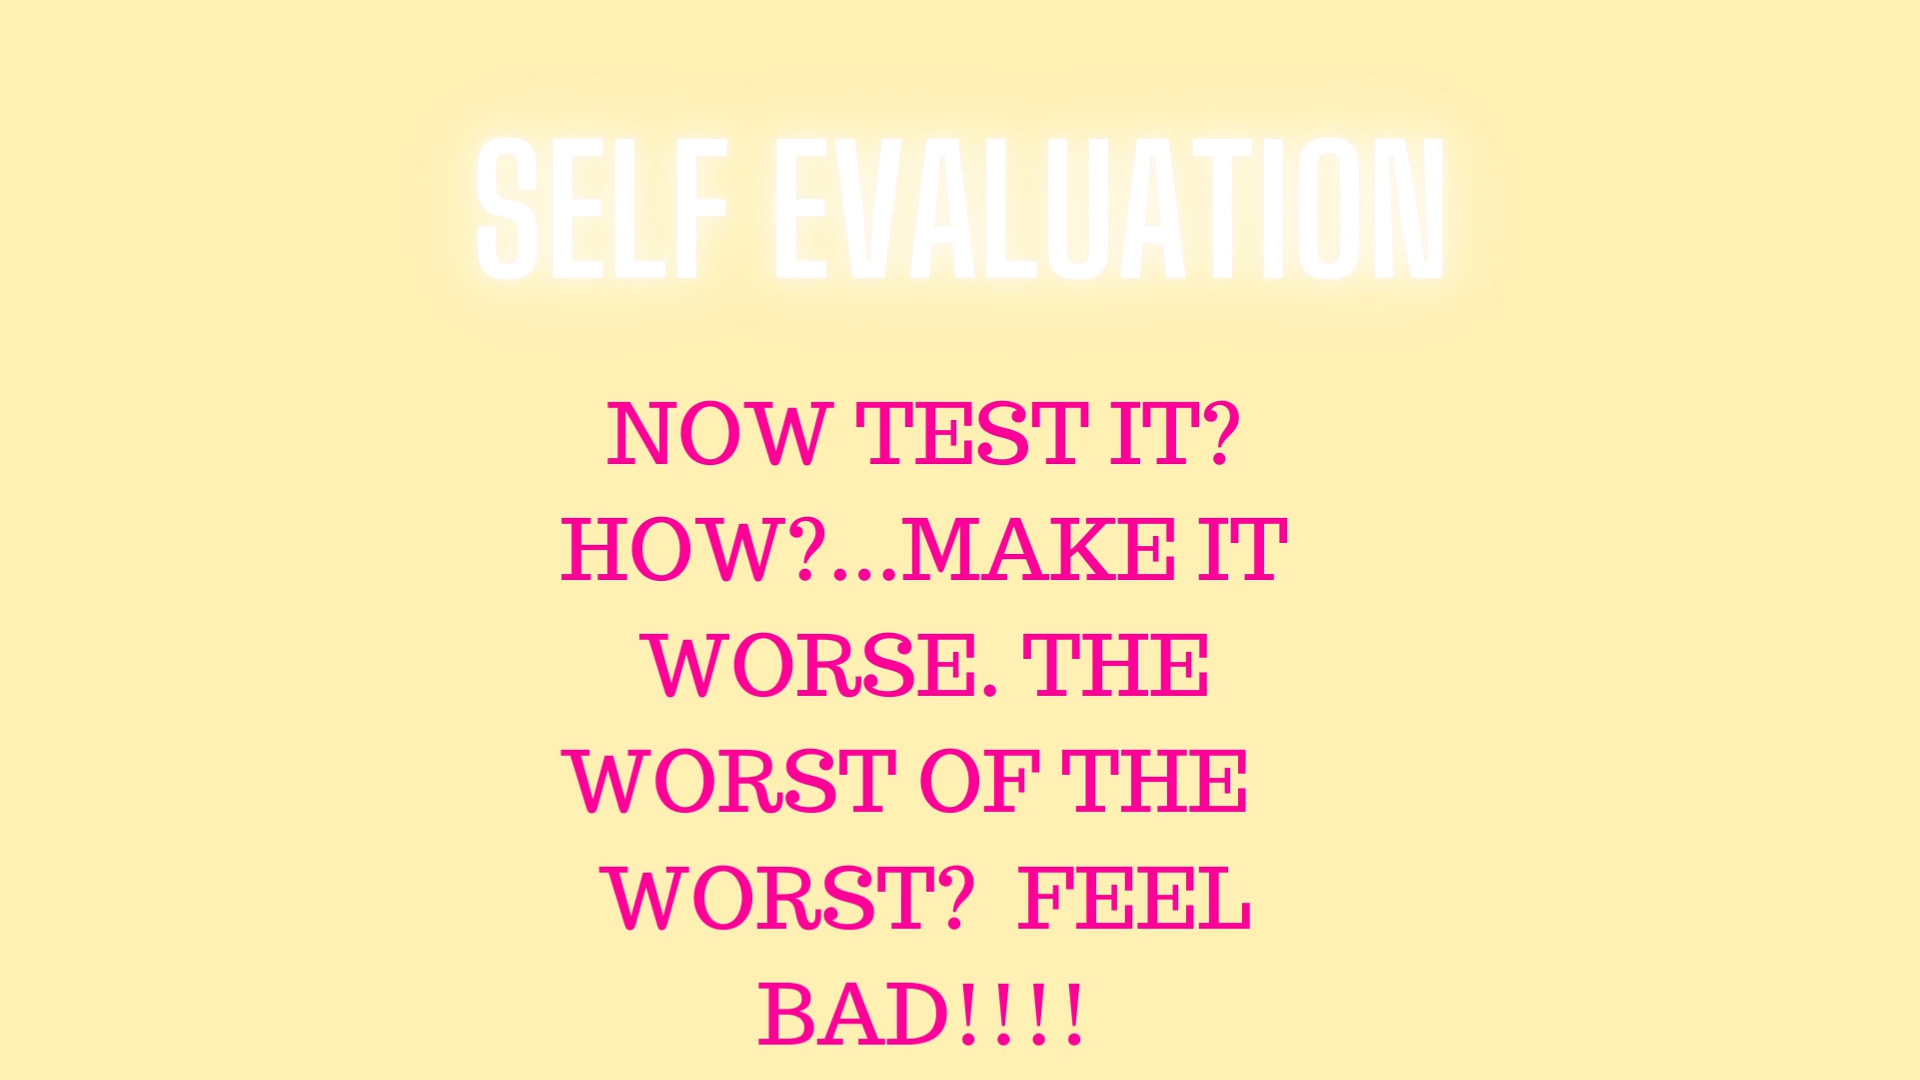 SELF EVALUATION
NOW TEST IT?
HOW?...MAKE IT
WORSE. THE
WORST OF THE
WORST?  FEEL
BAD!!!!